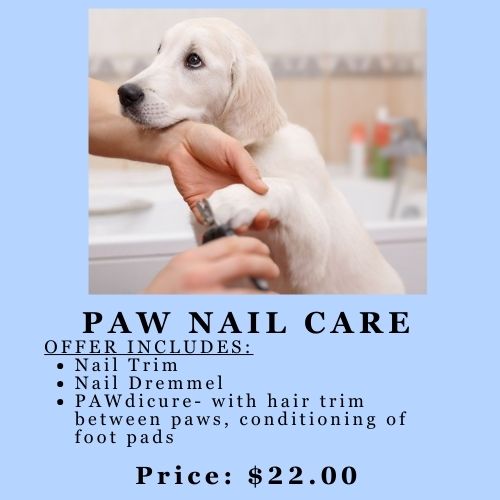 PAW NAIL CARE
OFFER INCLUDES:
Nail Trim
Nail Dremmel
PAWdicure- with hair trim
between paws, conditioning of
foot pads
Price: $22.00